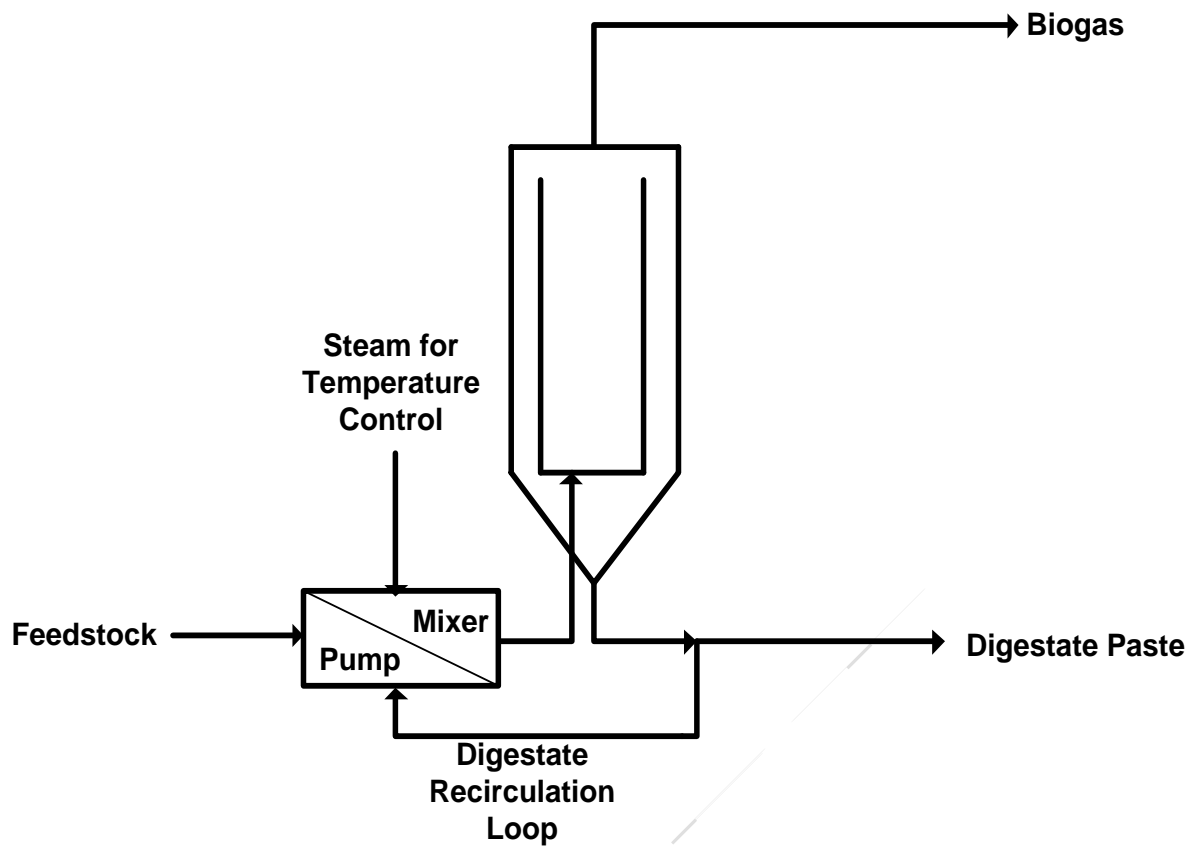 Biogas
Steam for
Temperature
Control
Mixer
Feedstock
Pump
Digestate Paste
Digestate
Recirculation
Loop